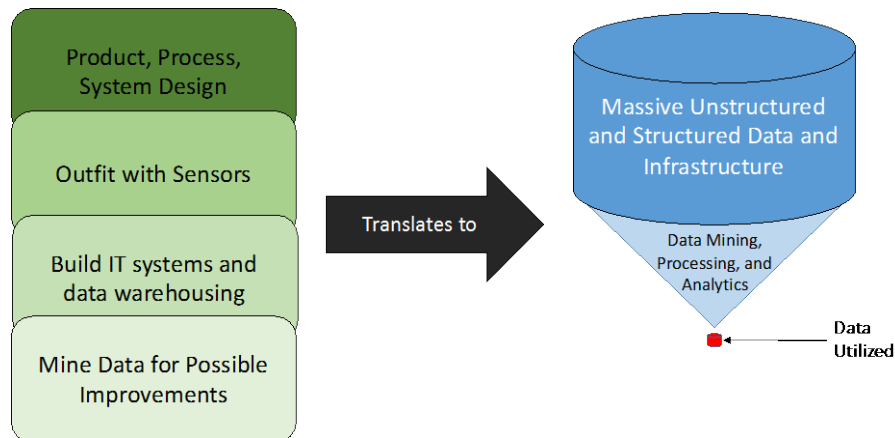 Product, Process,
System Design
Outfit with Sensors
Build IT systems and
data warehousing
Mine Data for Possible
Improvements
Translates to
Massive Unstructured
and Structured Data and
Infrastructure
Data Mining,
Processing, and
Analytics
Data
Utilized